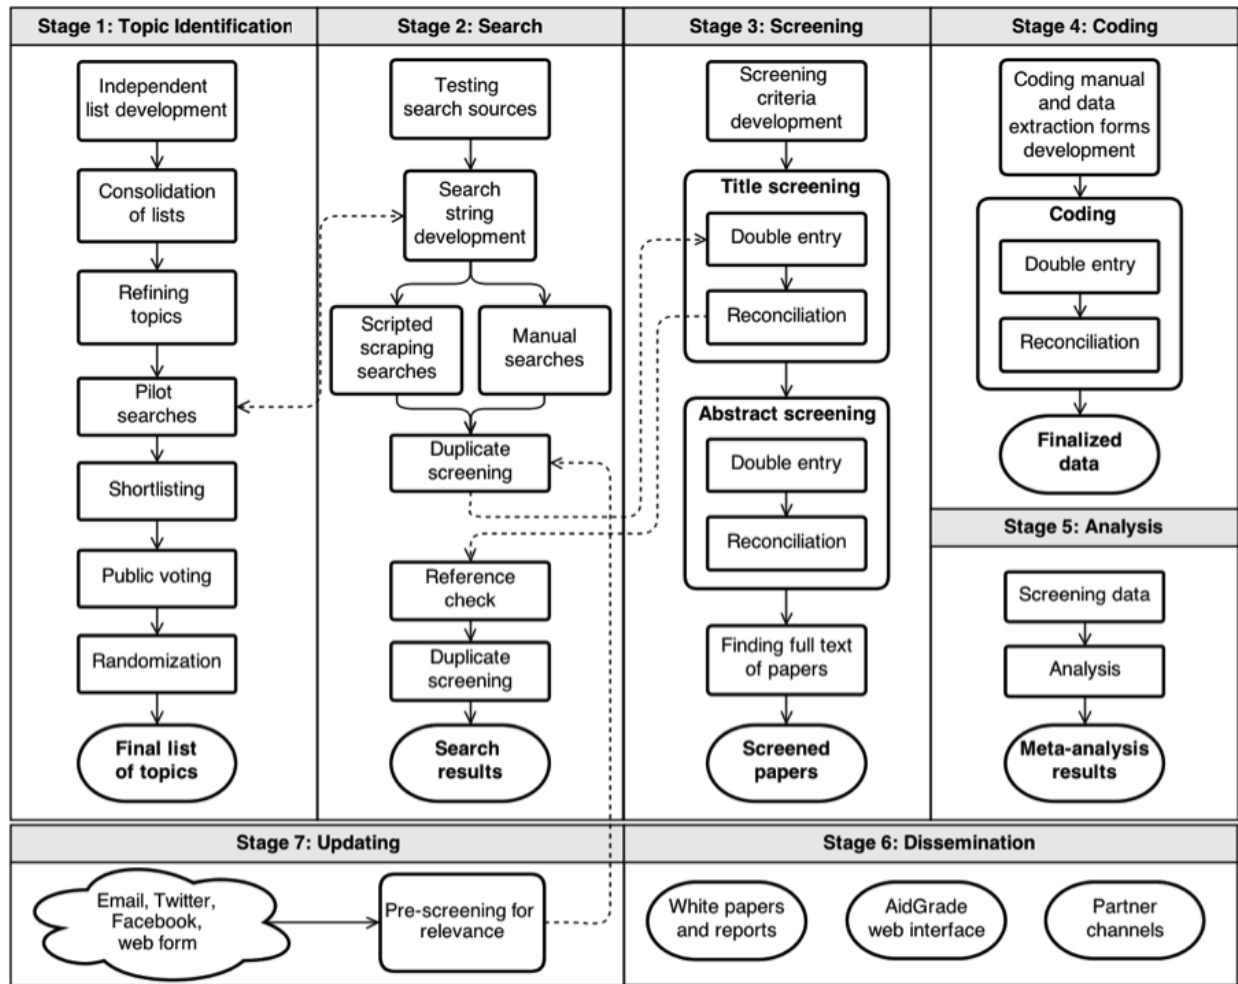 Stage 1: Topic Identification
Independent
list development
Consolidation
of lists
Refining
topics
Pilot
searches
Shortlisting
Public voting
Randomization
Final list
of topics
Stage 2: Search
Testing
search sources
Search
string
development
Scripted
scraping
searches
Manual
searches
Duplicate
screening
Reference
check
Duplicate
screening
Search
results
Stage 3: Screening
Screening
criteria
development
Title screening
Double entry
Reconciliation
Abstract screening
Double entry
Reconciliation
Finding full text
of papers
Screened
papers
Stage 4: Coding
Coding manual
and data
extraction forms
development
Coding
Double entry
Reconciliation
Finalized
data
Stage 5: Analysis
Screening data
Analysis
Meta-analysis
results
Stage 7: Updating
Email, Twitter,
Facebook,
web form
Pre-screening for
relevance
Stage 6: Dissemination
White papers
and reports
AidGrade
web interface
Partner
channels